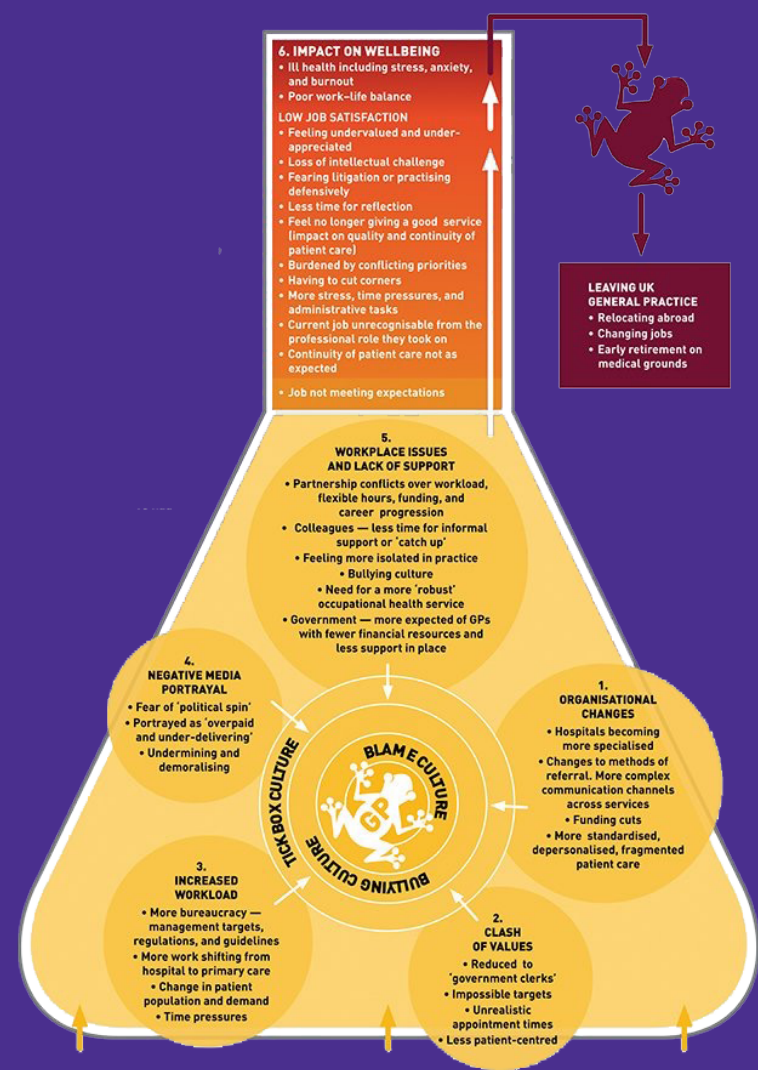 6. IMPACT ON WELLBEING
• Ill health including stress, anxiety,
and burnout
• Poor work–life balance
LOW JOB SATISFACTION
• Feeling undervalued and under-
appreciated
• Loss of intellectual challenge
• Fearing litigation or practising
defensively
• Less time for reflection
• Feel no longer giving a good service
(impact on quality and continuity of
patient care)
• Burdened by conflicting priorities
• Having to cut corners
• More stress, time pressures, and
administrative tasks
• Current job unrecognisable from the
professional role they took on
• Continuity of patient care not as
expected
• Job not meeting expectations
LEAVING UK
GENERAL PRACTICE
• Relocating abroad
• Changing jobs
• Early retirement on
medical grounds
5.
WORKPLACE ISSUES
AND LACK OF SUPPORT
• Partnership conflicts over workload,
flexible hours, funding, and
career progression
• Colleagues — less time for informal
support or ‘catch up’
• Feeling more isolated in practice
• Bullying culture
• Need for a more ‘robust’
occupational health service
• Government — more expected of GPs
with fewer financial resources and
less support in place
4.
NEGATIVE MEDIA
PORTRAYAL
• Fear of ‘political spin’
• Portrayed as ‘overpaid
and under-delivering’
• Undermining and
demoralising
1.
ORGANISATIONAL
CHANGES
• Hospitals becoming
more specialised
• Changes to methods of
referral. More complex
communication channels
across services
• Funding cuts
• More standardised,
depersonalised, fragmented
patient care
TICK BOX CULTURE
BLAME CULTURE
GP
BULLYING CULTURE
3.
INCREASED
WORKLOAD
• More bureaucracy —
management targets,
regulations, and guidelines
• More work shifting from
hospital to primary care
• Change in patient
population and demand
• Time pressures
2.
CLASH
OF VALUES
• Reduced to
‘government clerks’
• Impossible targets
• Unrealistic
appointment times
• Less patient-centred